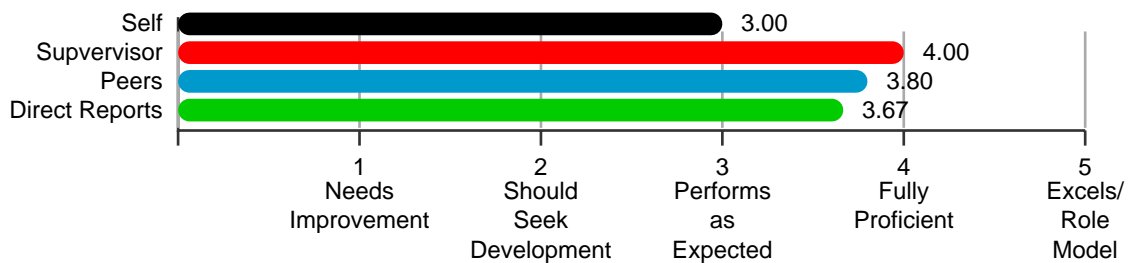 Self 3.00
Supvervisor 4.00
Peers 3.80
Direct Reports 3.67
1 2 3 4 5
Needs Should Performs Fully Excels/
Improvement Seek as Proficient Role
Development Expected Model